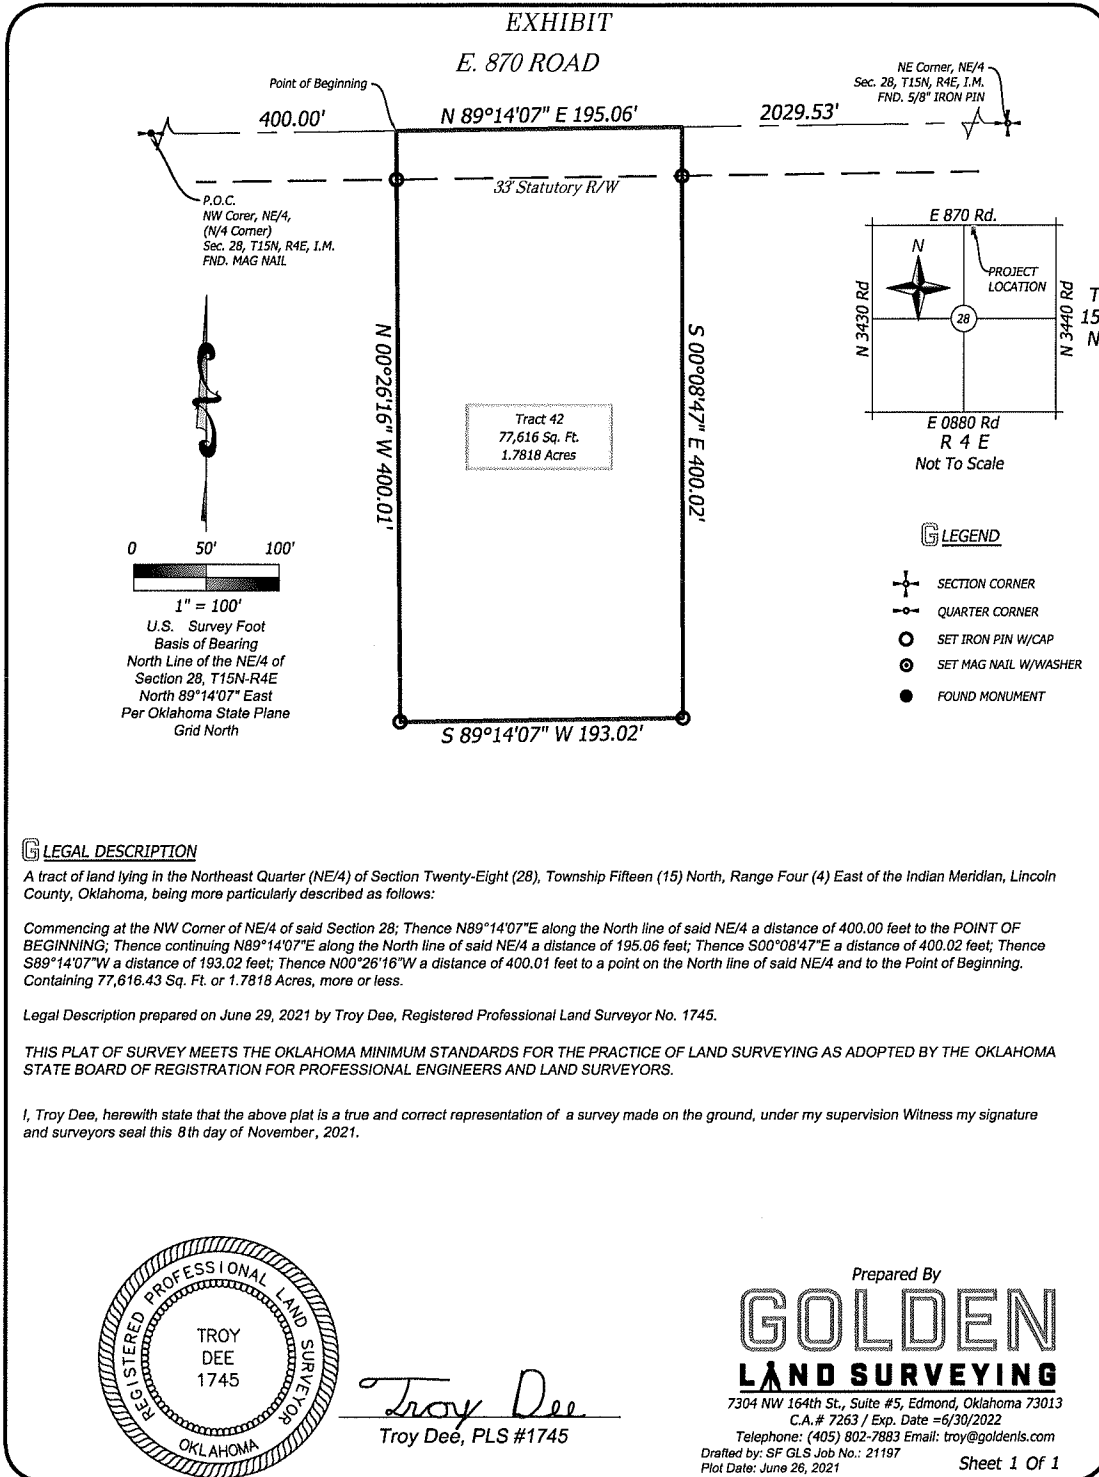 EXHIBIT
E. 870 ROAD
Point of Beginning
NE Corner, NE/4
Sec. 28, T15N, R4E, I.M.
FND. 5/8" IRON PIN
400.00'
N 89°14'07" E 195.06'
2029.53'
33' Statutory R/W
P.O.C.
NW Corer, NE/4,
(N/4 Corner)
Sec. 28, T15N, R4E, I.M.
FND. MAG NAIL
E 870 Rd.
N
PROJECT
LOCATION
N 3430 Rd
28
N 3440 Rd
T
15
N
E 0880 Rd
R 4 E
Not To Scale
N 00°26'16" W 400.01'
S 00°08'47" E 400.02'
Tract 42
77,616 Sq. Ft.
1.7818 Acres
0 50' 100'
1" = 100'
U.S. Survey Foot
Basis of Bearing
North Line of the NE/4 of
Section 28, T15N-R4E
North 89°14'07" East
Per Oklahoma State Plane
Grid North
G LEGEND
SECTION CORNER
QUARTER CORNER
SET IRON PIN W/CAP
SET MAG NAIL W/WASHER
FOUND MONUMENT
S 89°14'07" W 193.02'
G LEGAL DESCRIPTION
A tract of land lying in the Northeast Quarter (NE/4) of Section Twenty-Eight (28), Township Fifteen (15) North, Range Four (4) East of the Indian Meridian, Lincoln
County, Oklahoma, being more particularly described as follows:
Commencing at the NW Corner of NE/4 of said Section 28; Thence N89°14'07"E along the North line of said NE/4 a distance of 400.00 feet to the POINT OF
BEGINNING; Thence continuing N89°14'07"E along the North line of said NE/4 a distance of 195.06 feet; Thence S00°08'47"E a distance of 400.02 feet; Thence
S89°14'07"W a distance of 193.02 feet; Thence N00°26'16"W a distance of 400.01 feet to a point on the North line of said NE/4 and to the Point of Beginning.
Containing 77,616.43 Sq. Ft. or 1.7818 Acres, more or less.
Legal Description prepared on June 29, 2021 by Troy Dee, Registered Professional Land Surveyor No. 1745.
THIS PLAT OF SURVEY MEETS THE OKLAHOMA MINIMUM STANDARDS FOR THE PRACTICE OF LAND SURVEYING AS ADOPTED BY THE OKLAHOMA
STATE BOARD OF REGISTRATION FOR PROFESSIONAL ENGINEERS AND LAND SURVEYORS.
I, Troy Dee, herewith state that the above plat is a true and correct representation of a survey made on the ground, under my supervision Witness my signature
and surveyors seal this 8th day of November, 2021.
REGISTERED PROFESSIONAL LAND SURVEYOR
TROY
DEE
1745
OKLAHOMA
Troy Dee
Troy Dee, PLS #1745
Prepared By
GOLDEN
LAND SURVEYING
7304 NW 164th St., Suite #5, Edmond, Oklahoma 73013
C.A.# 7263 / Exp. Date =6/30/2022
Telephone: (405) 802-7883 Email: troy@goldenls.com
Drafted by: SF GLS Job No.: 21197
Plot Date: June 26, 2021
Sheet 1 Of 1